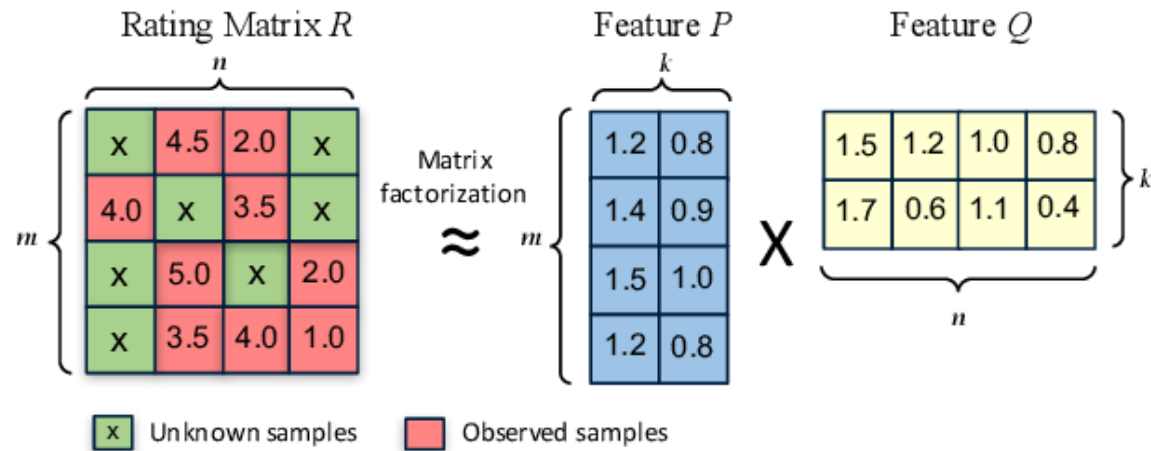 Rating Matrix R
Feature P
Feature Q
n
k
m
x 4.5 2.0 x
4.0 x 3.5 x
x 5.0 x 2.0
x 3.5 4.0 1.0
Matrix
factorization
≈
m
1.2 0.8
1.4 0.9
1.5 1.0
1.2 0.8
X
1.5 1.2 1.0 0.8
1.7 0.6 1.1 0.4
k
n
x Unknown samples
Observed samples